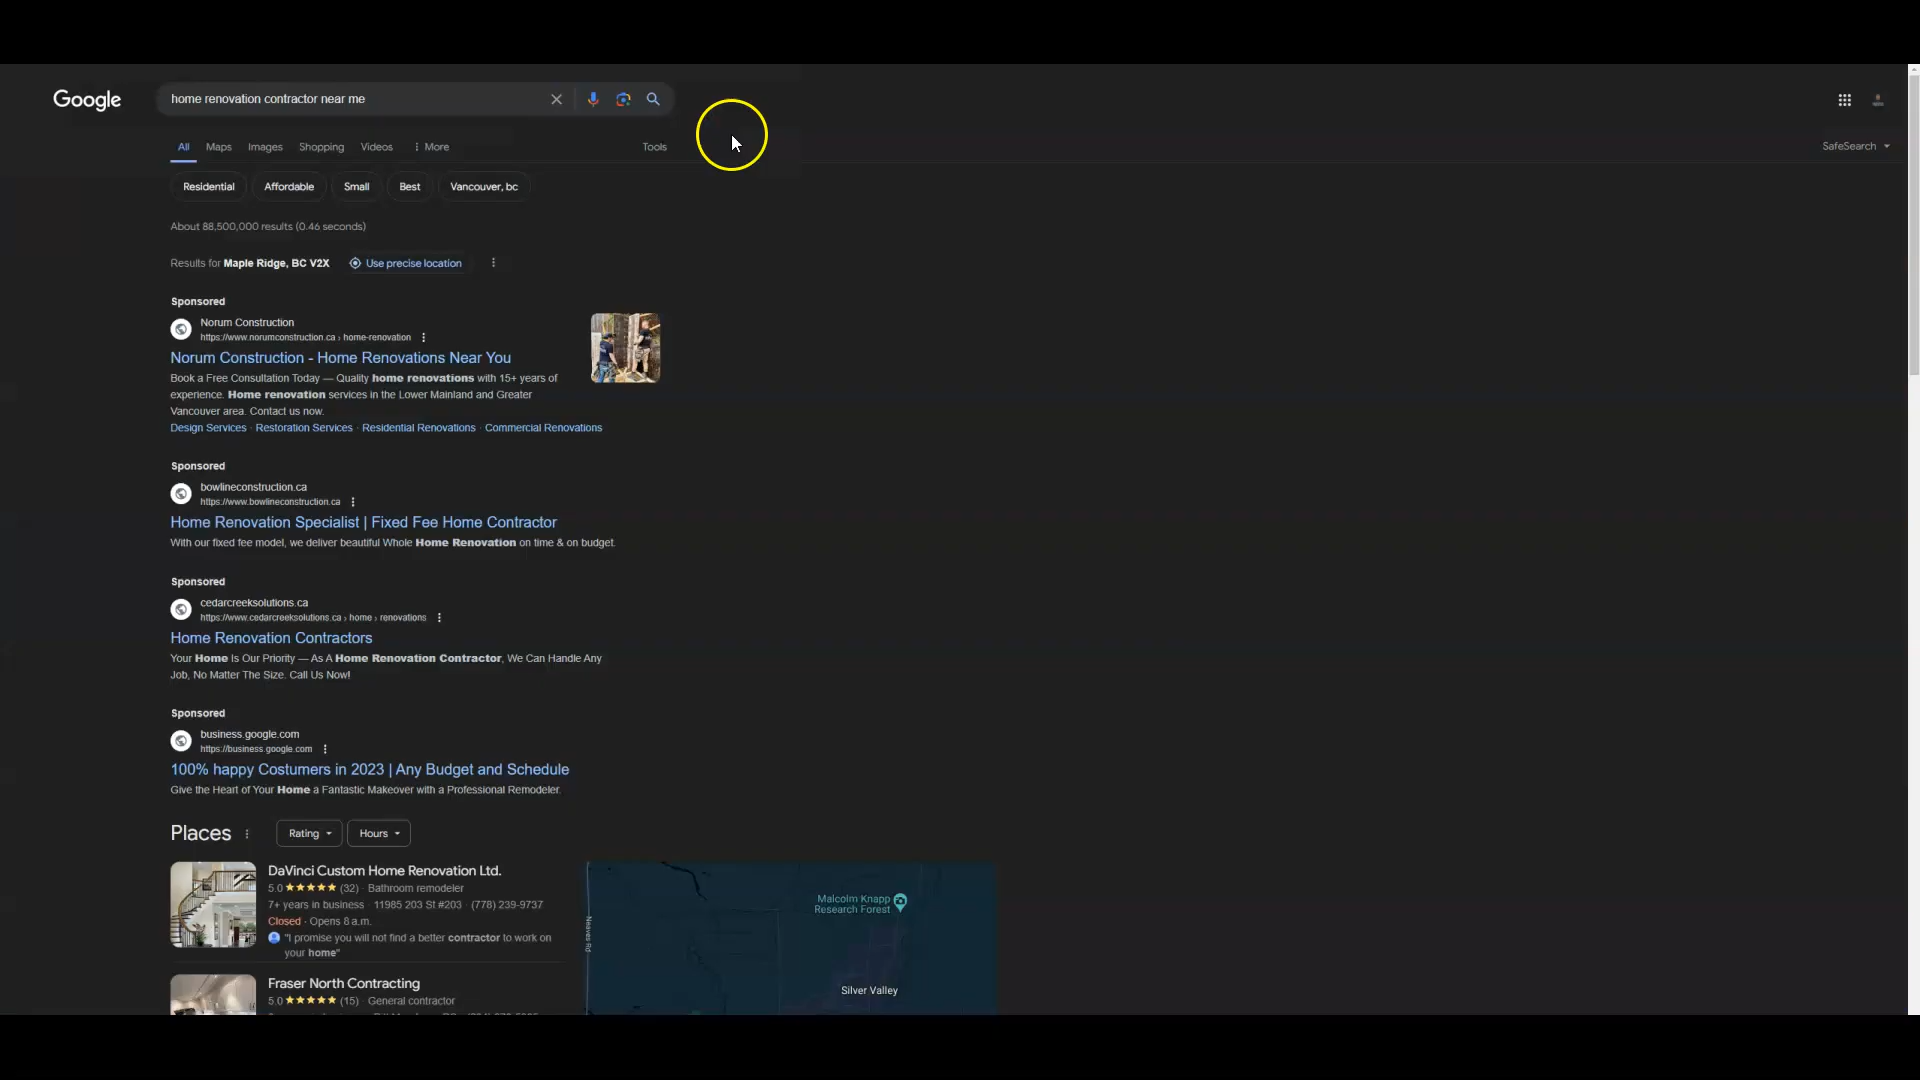 Google
home renovation contractor near me
All Maps Images Shopping Videos More Tools SafeSearch
Residential Affordable Small Best Vancouver, bc
About 88,500,000 results (0.46 seconds)
Results for Maple Ridge, BC V2X Use precise location
Sponsored
Norum Construction
https://www.norumconstruction.ca › home-renovation
Norum Construction - Home Renovations Near You
Book a Free Consultation Today — Quality home renovations with 15+ years of
experience. Home renovation services in the Lower Mainland and Greater
Vancouver area. Contact us now.
Design Services · Restoration Services · Residential Renovations · Commercial Renovations
Sponsored
bowlineconstruction.ca
https://www.bowlineconstruction.ca
Home Renovation Specialist | Fixed Fee Home Contractor
With our fixed fee model, we deliver beautiful Whole Home Renovation on time & on budget.
Sponsored
cedarcreeksolutions.ca
https://www.cedarcreeksolutions.ca › home › renovations
Home Renovation Contractors
Your Home Is Our Priority — As A Home Renovation Contractor, We Can Handle Any
Job, No Matter The Size. Call Us Now!
Sponsored
business.google.com
https://business.google.com
100% happy Costumers in 2023 | Any Budget and Schedule
Give the Heart of Your Home a Fantastic Makeover with a Professional Remodeler.
Places Rating Hours
DaVinci Custom Home Renovation Ltd.
5.0 (32) · Bathroom remodeler
7+ years in business · 11985 203 St #203 · (778) 239-9737
Closed · Opens 8 a.m.
"I promise you will not find a better contractor to work on
your home"
Fraser North Contracting
5.0 (15) · General contractor
Malcolm Knapp
Research Forest
Neaves Rd
Silver Valley